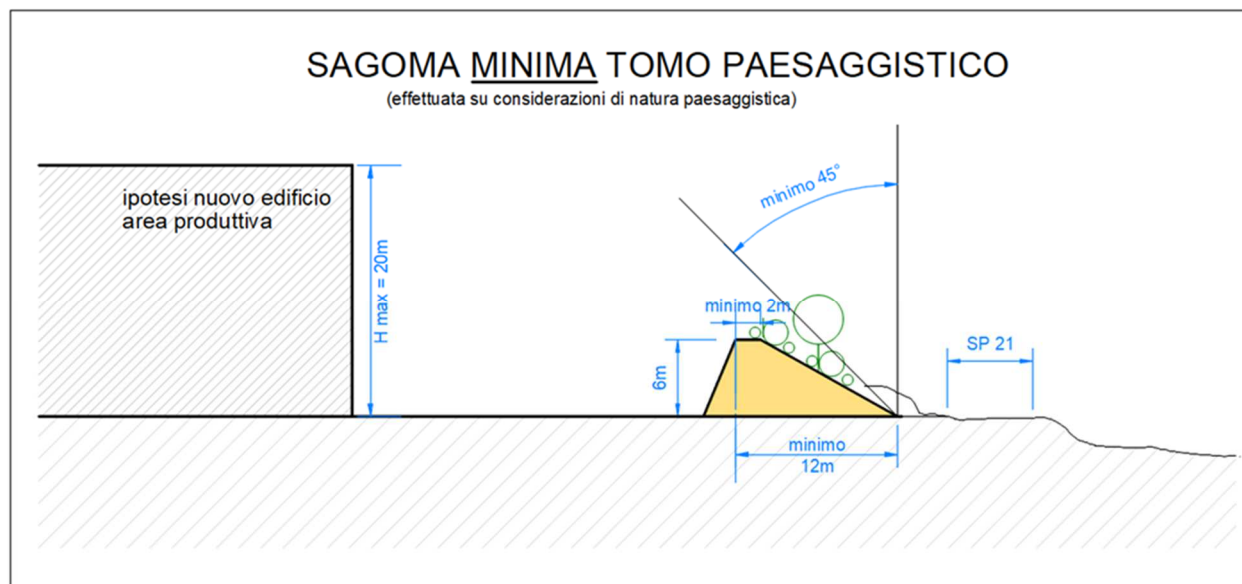 SAGOMA MINIMA TOMO PAESAGGISTICO
(effettuata su considerazioni di natura paesaggistica)
ipotesi nuovo edificio
area produttiva
H max = 20m
minimo 45°
minimo 2m
6m
SP 21
minimo
12m